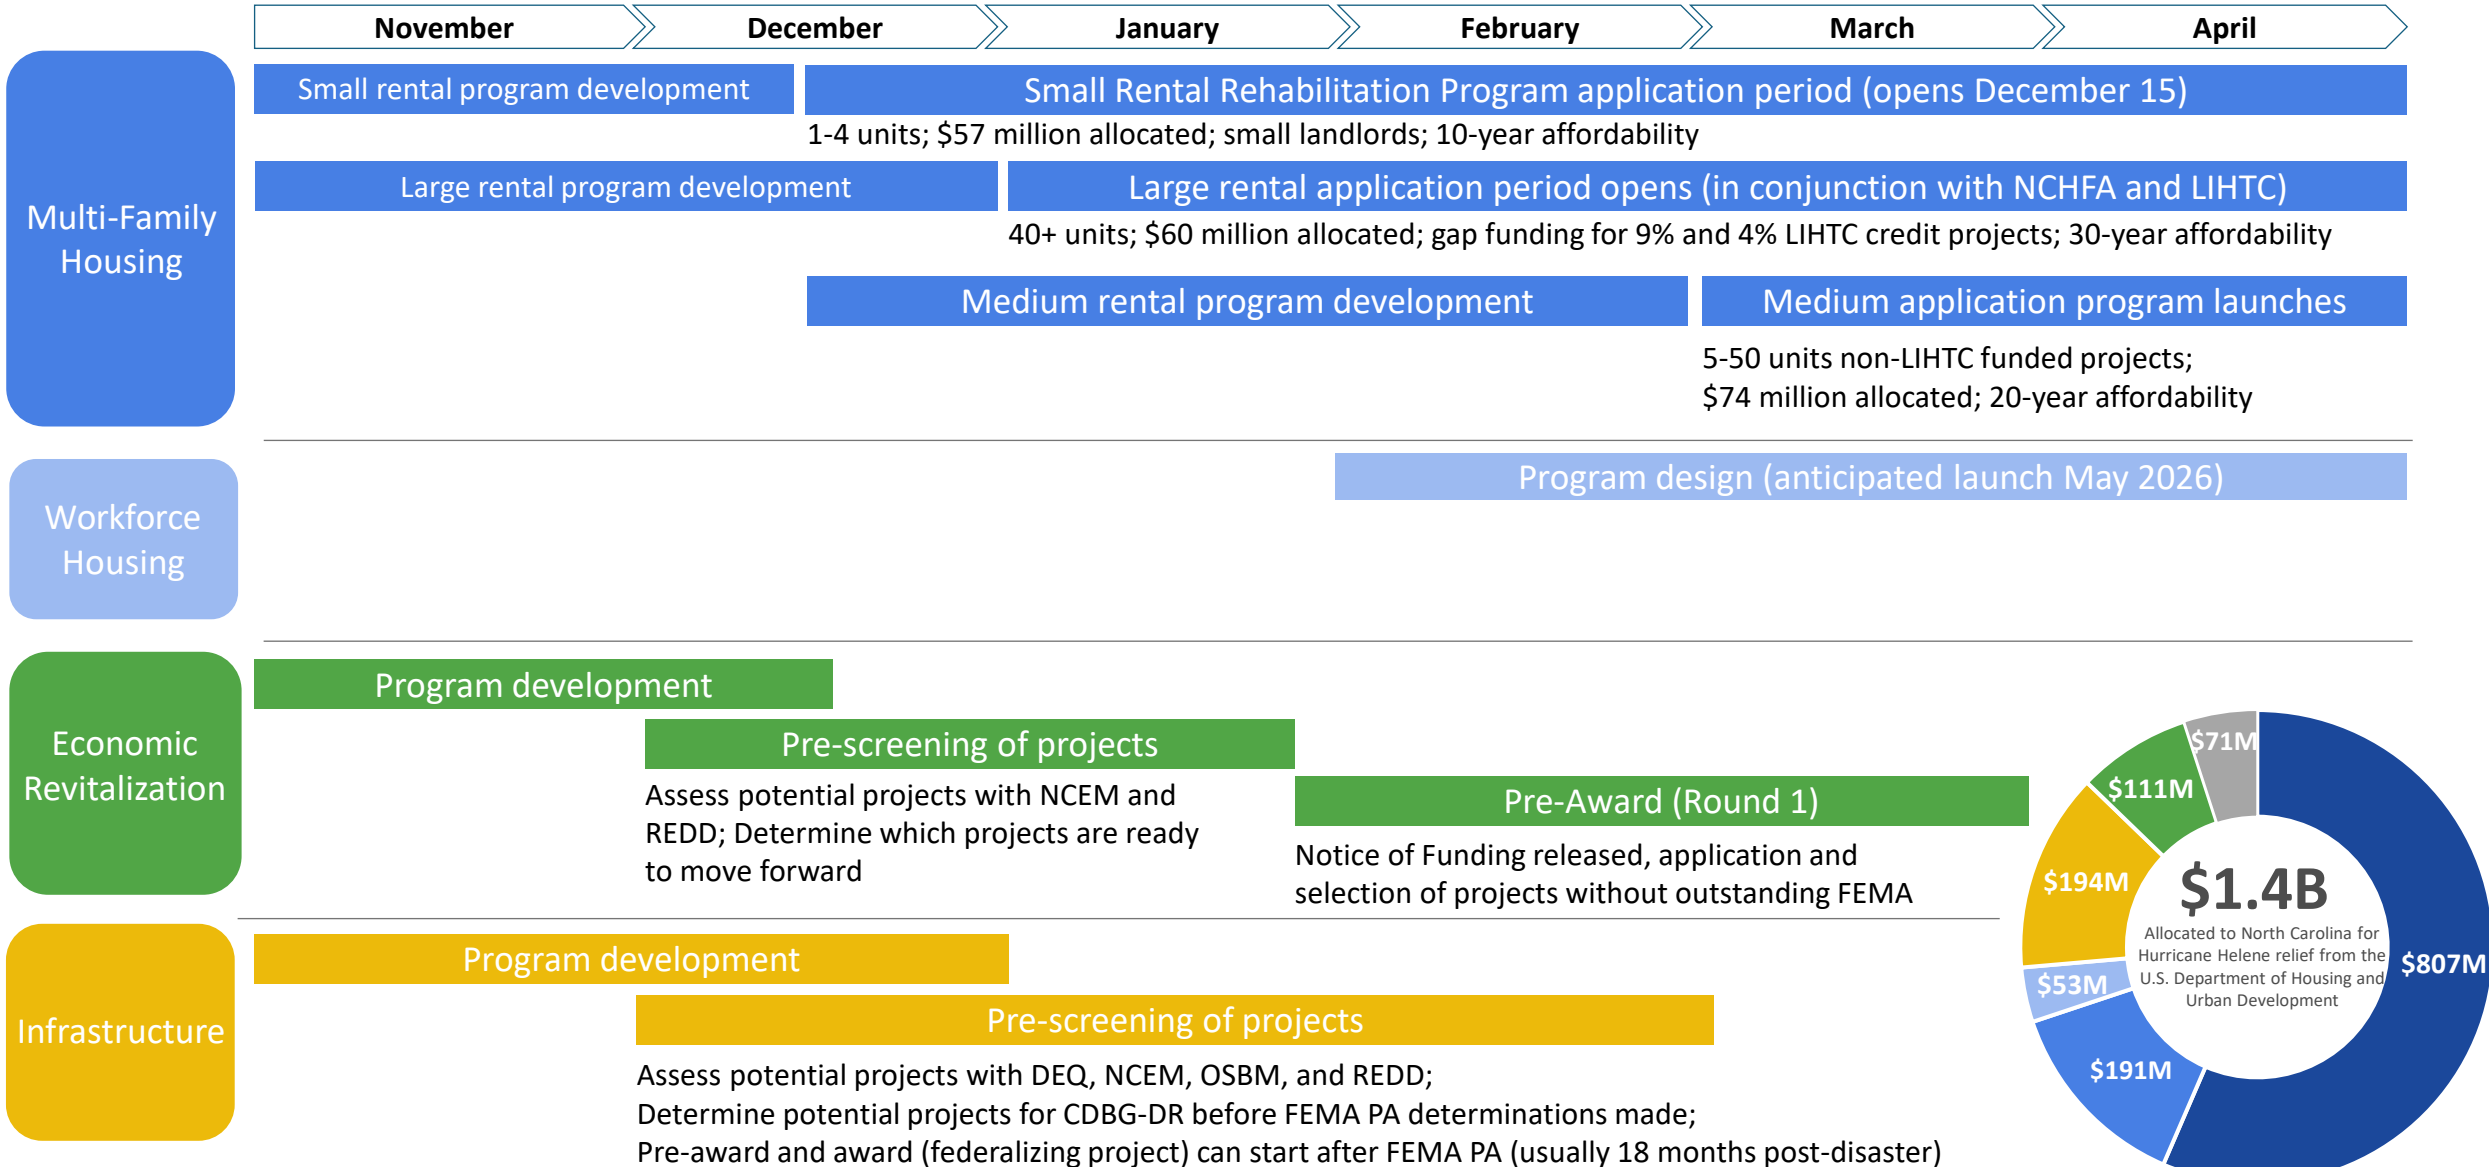 November
December
January
February
March
April
Multi-Family
Housing
Small rental program development
Small Rental Rehabilitation Program application period (opens December 15)
1-4 units; $57 million allocated; small landlords; 10-year affordability
Large rental program development
Large rental application period opens (in conjunction with NCHFA and LIHTC)
40+ units; $60 million allocated; gap funding for 9% and 4% LIHTC credit projects; 30-year affordability
Medium rental program development
Medium application program launches
5-50 units non-LIHTC funded projects;
$74 million allocated; 20-year affordability
Workforce
Housing
Program design (anticipated launch May 2026)
Economic
Revitalization
Program development
Pre-screening of projects
Assess potential projects with NCEM and
REDD; Determine which projects are ready
to move forward
Pre-Award (Round 1)
Notice of Funding released, application and
selection of projects without outstanding FEMA
Infrastructure
Program development
Pre-screening of projects
Assess potential projects with DEQ, NCEM, OSBM, and REDD;
Determine potential projects for CDBG-DR before FEMA PA determinations made;
Pre-award and award (federalizing project) can start after FEMA PA (usually 18 months post-disaster)
$71M
$111M
$194M
$53M
$191M
$807M
$1.4B
Allocated to North Carolina for
Hurricane Helene relief from the
U.S. Department of Housing and
Urban Development